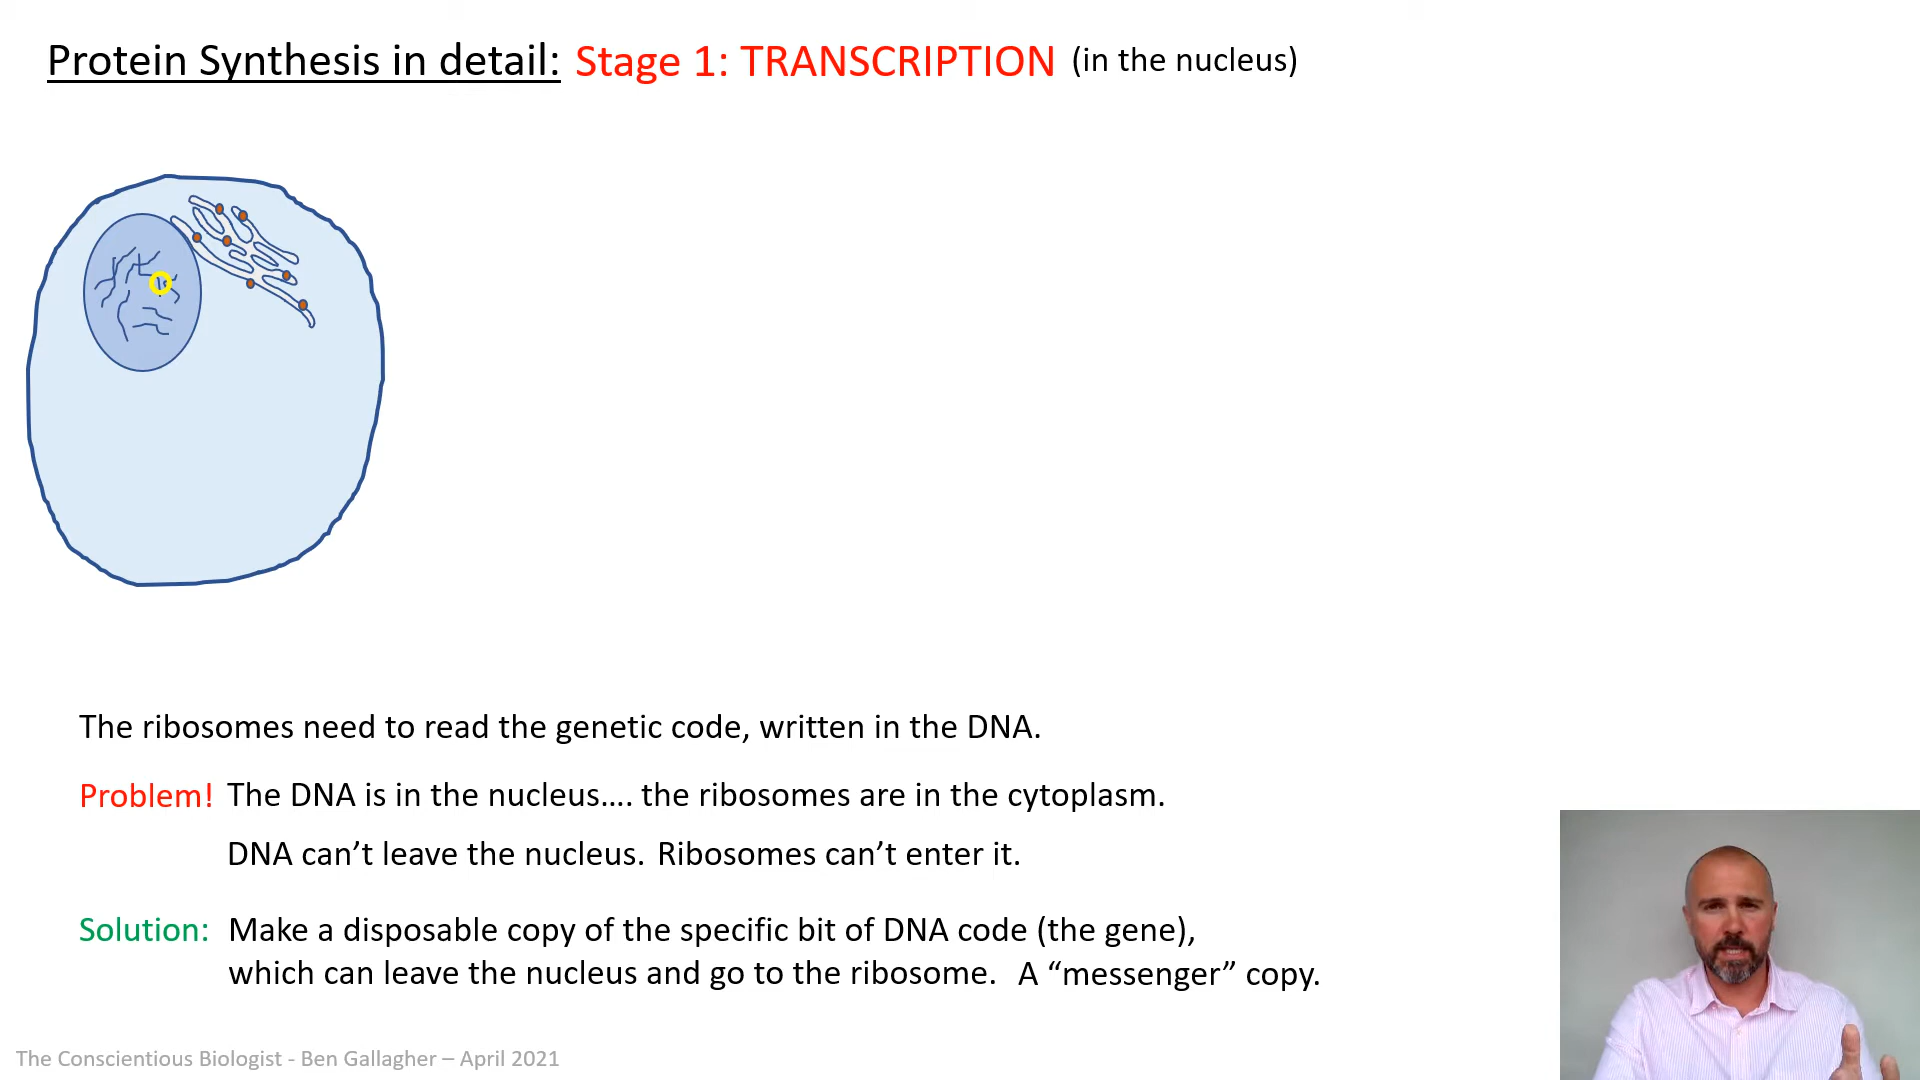 Protein Synthesis in detail: Stage 1: TRANSCRIPTION (in the nucleus)
The ribosomes need to read the genetic code, written in the DNA.
Problem! The DNA is in the nucleus…. the ribosomes are in the cytoplasm.
DNA can’t leave the nucleus. Ribosomes can’t enter it.
Solution: Make a disposable copy of the specific bit of DNA code (the gene),
which can leave the nucleus and go to the ribosome. A “messenger” copy.
The Conscientious Biologist - Ben Gallagher – April 2021